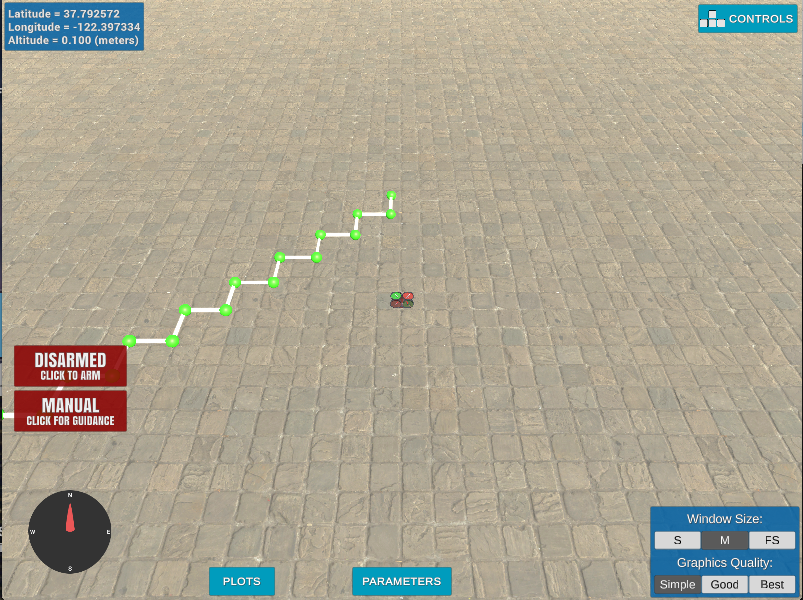 Latitude = 37.792572
Longitude = -122.397334
Altitude = 0.100 (meters)
CONTROLS
DISARMED
CLICK TO ARM
MANUAL
CLICK FOR GUIDANCE
N
W E
S
PLOTS
PARAMETERS
Window Size:
S M FS
Graphics Quality:
Simple Good Best